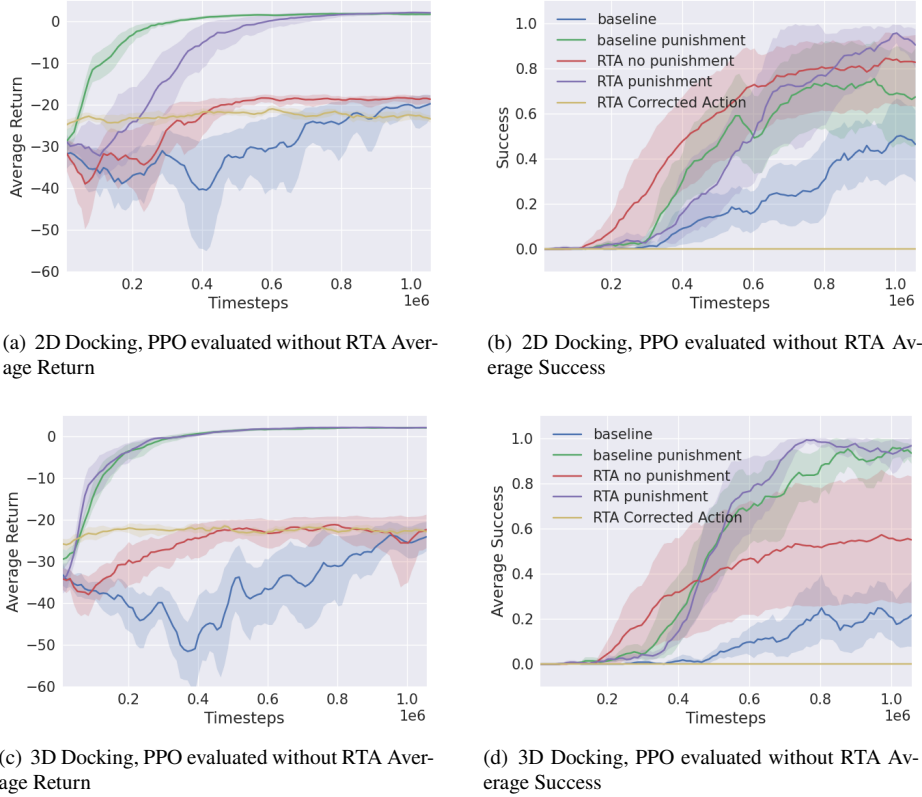 0
−10
−20
−30
−40
−50
−60
Average Return
0.2 0.4 0.6 0.8 1.0
1e6
Timesteps
baseline
baseline punishment
RTA no punishment
RTA punishment
RTA Corrected Action
1.0
0.8
0.6
0.4
0.2
0.0
Success
0.2 0.4 0.6 0.8 1.0
1e6
Timesteps
(a) 2D Docking, PPO evaluated without RTA Aver-
age Return
(b) 2D Docking, PPO evaluated without RTA Av-
erage Success
0
−10
−20
−30
−40
−50
−60
Average Return
0.2 0.4 0.6 0.8 1.0
1e6
Timesteps
baseline
baseline punishment
RTA no punishment
RTA punishment
RTA Corrected Action
1.0
0.8
0.6
0.4
0.2
0.0
Average Success
0.2 0.4 0.6 0.8 1.0
1e6
Timesteps
(c) 3D Docking, PPO evaluated without RTA Aver-
age Return
(d) 3D Docking, PPO evaluated without RTA Av-
erage Success